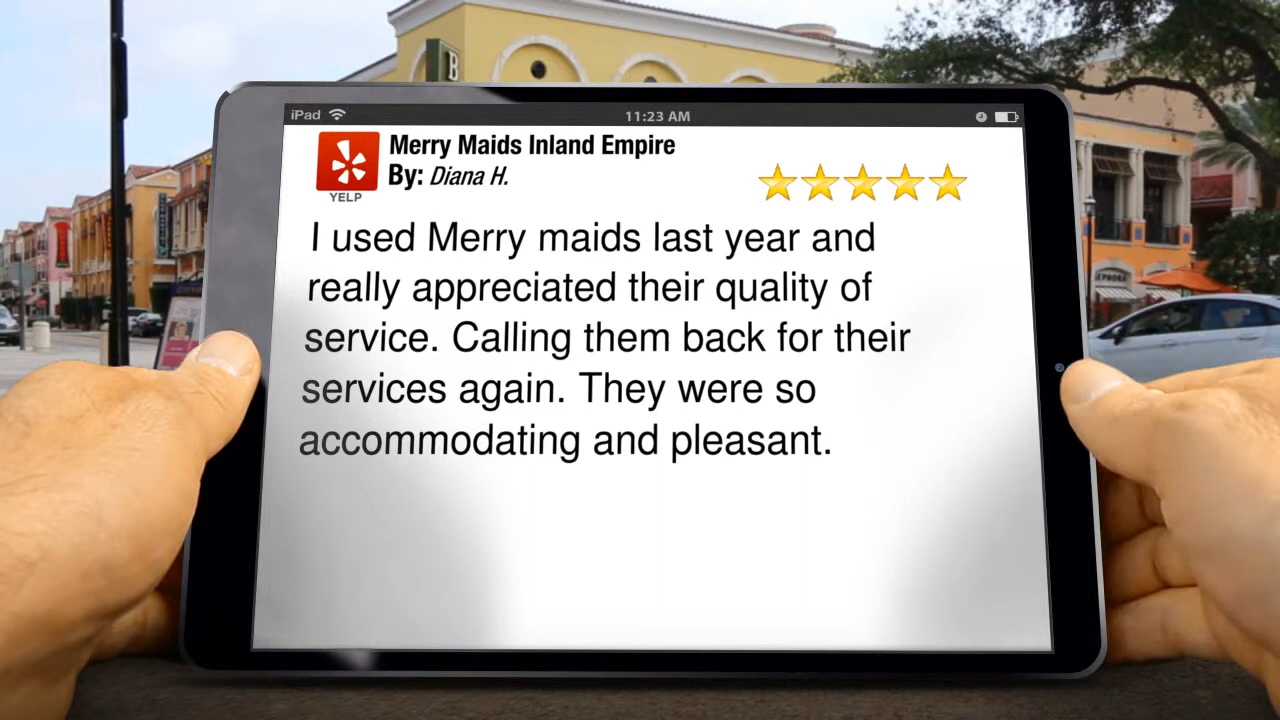 iPad 11:23 AM
Merry Maids Inland Empire
By: Diana H.
YELP
I used Merry maids last year and
really appreciated their quality of
service. Calling them back for their
services again. They were so
accommodating and pleasant.
B
SEPHORA